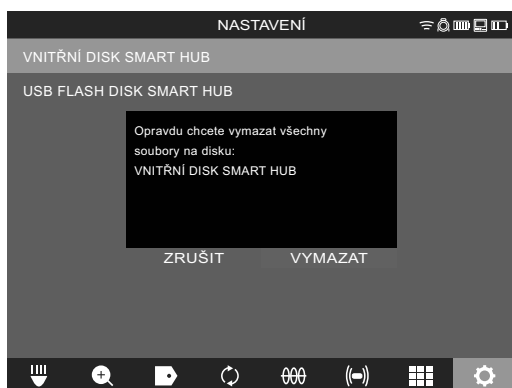 NASTAVENÍ
VNITŘNÍ DISK SMART HUB
USB FLASH DISK SMART HUB
Opravdu chcete vymazat všechny
soubory na disku:
VNITŘNÍ DISK SMART HUB
ZRUŠIT VYMAZAT